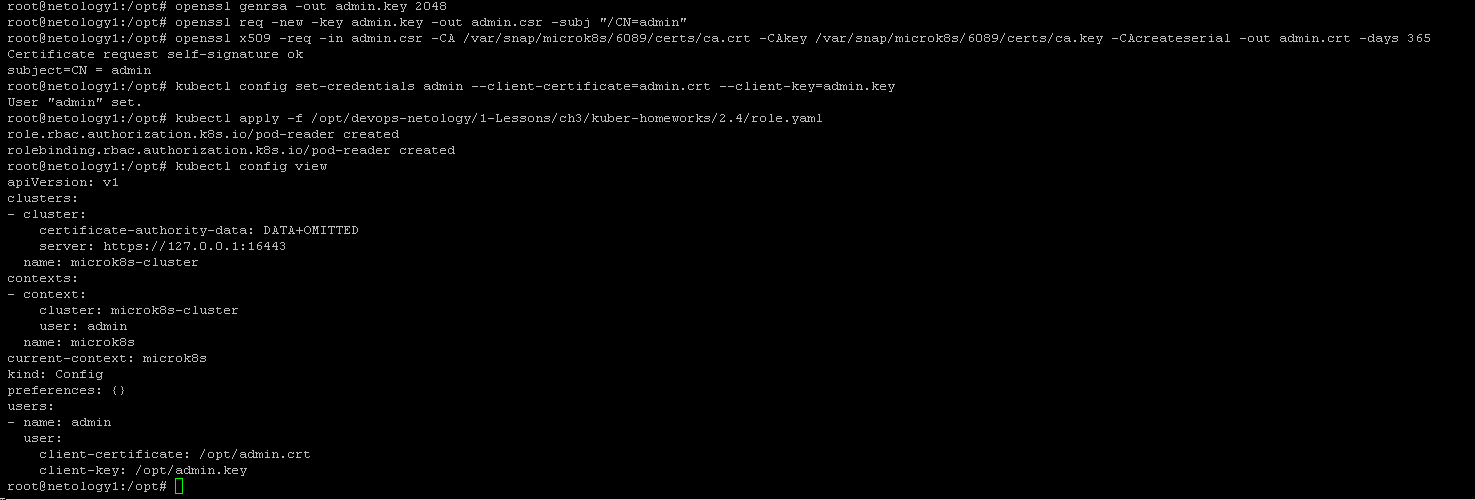 root@netology1:/opt# openssl genrsa -out admin.key 2048
root@netology1:/opt# openssl req -new -key admin.key -out admin.csr -subj "/CN=admin"
root@netology1:/opt# openssl x509 -req -in admin.csr -CA /var/snap/microk8s/6089/certs/ca.crt -CAkey /var/snap/microk8s/6089/certs/ca.key -CAcreateserial -out admin.crt -days 365
Certificate request self-signature ok
subject=CN = admin
root@netology1:/opt# kubectl config set-credentials admin --client-certificate=admin.crt --client-key=admin.key
User "admin" set.
root@netology1:/opt# kubectl apply -f /opt/devops-netology/1-Lessons/ch3/kuber-homeworks/2.4/role.yaml
role.rbac.authorization.k8s.io/pod-reader created
rolebinding.rbac.authorization.k8s.io/pod-reader created
root@netology1:/opt# kubectl config view
apiVersion: v1
clusters:
- cluster:
    certificate-authority-data: DATA+OMITTED
    server: https://127.0.0.1:16443
  name: microk8s-cluster
contexts:
- context:
    cluster: microk8s-cluster
    user: admin
  name: microk8s
current-context: microk8s
kind: Config
preferences: {}
users:
- name: admin
  user:
    client-certificate: /opt/admin.crt
    client-key: /opt/admin.key
root@netology1:/opt#